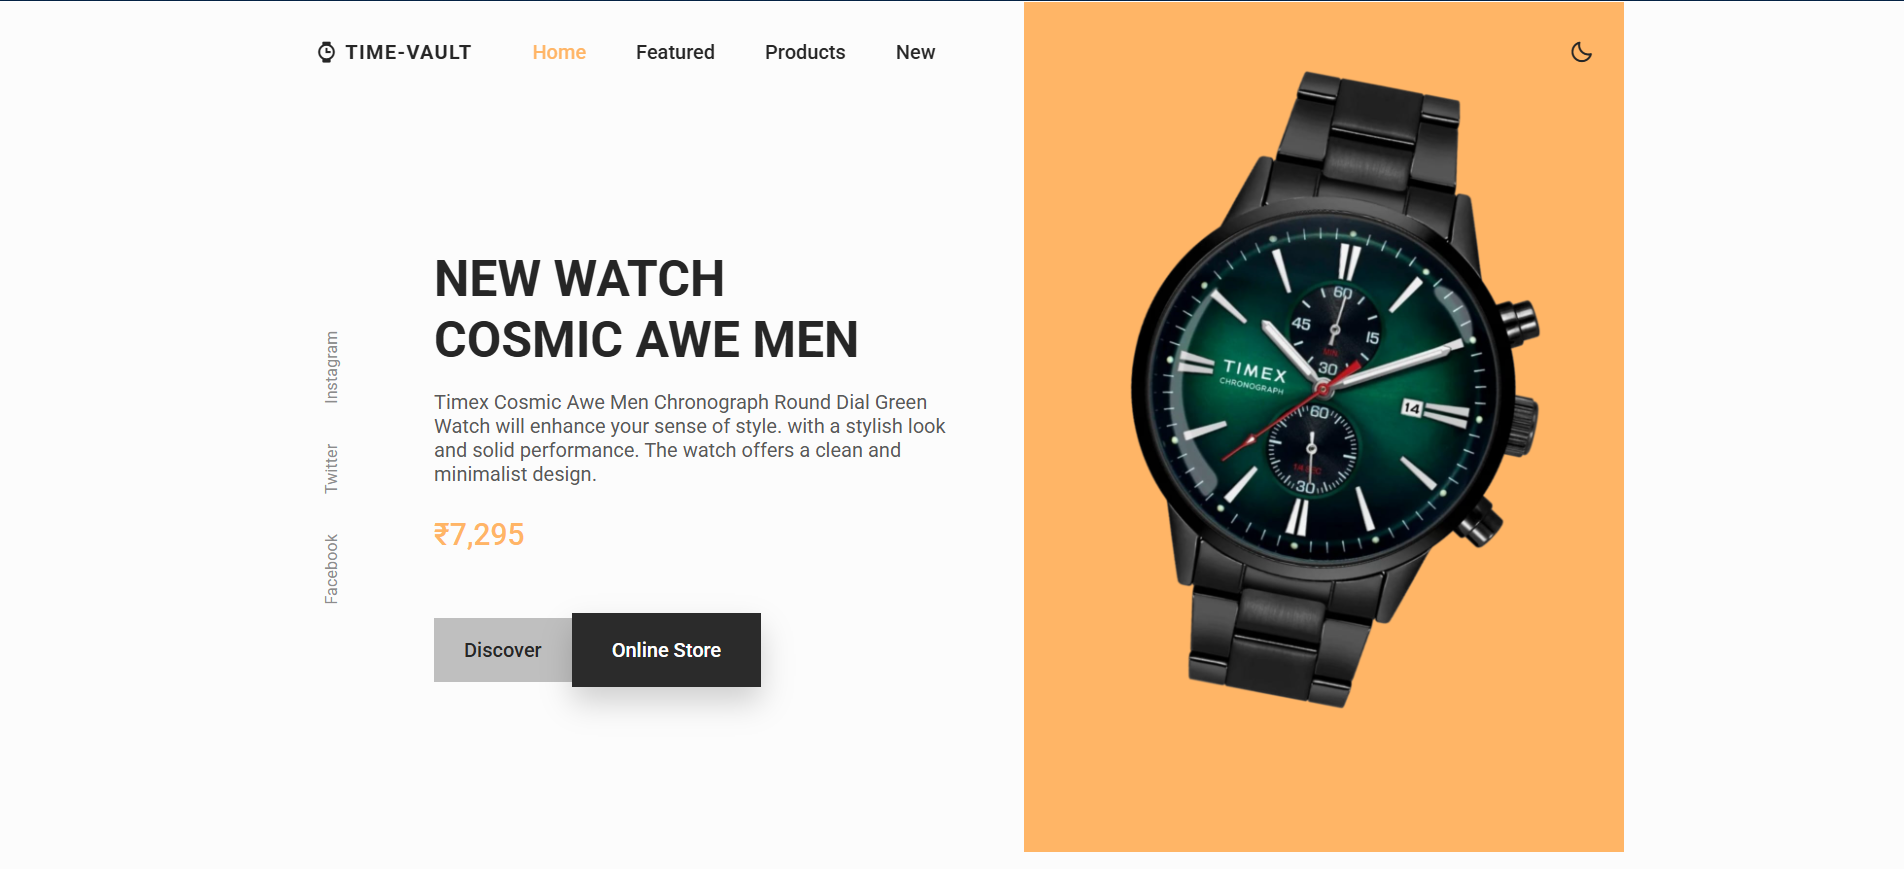 TIME-VAULT
Home
Featured
Products
New
Instagram
Twitter
Facebook
NEW WATCH
COSMIC AWE MEN
Timex Cosmic Awe Men Chronograph Round Dial Green
Watch will enhance your sense of style. with a stylish look
and solid performance. The watch offers a clean and
minimalist design.
₹7,295
Discover
Online Store
60
45
15
MIN
30
TIMEX
CHRONOGRAPH
14
60
30